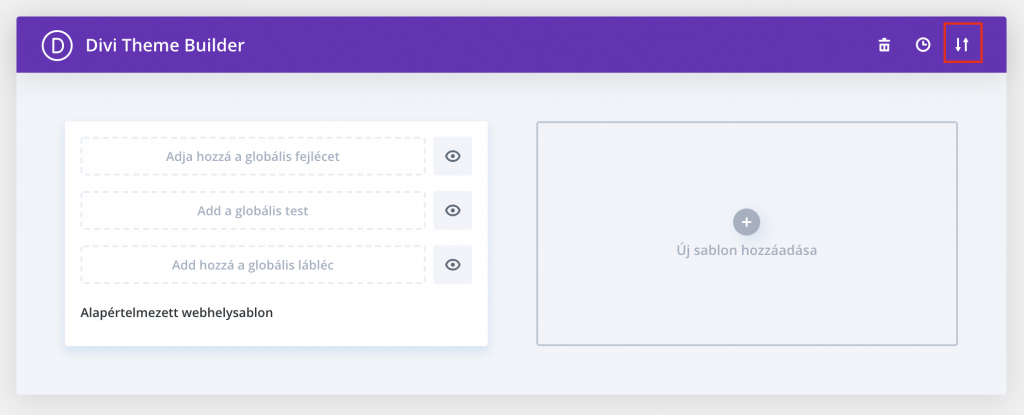 D Divi Theme Builder
Adja hozzá a globális fejlécet
Add a globális test
Add hozzá a globális lábléc
Alapértelmezett webhelysablon
Új sablon hozzáadása